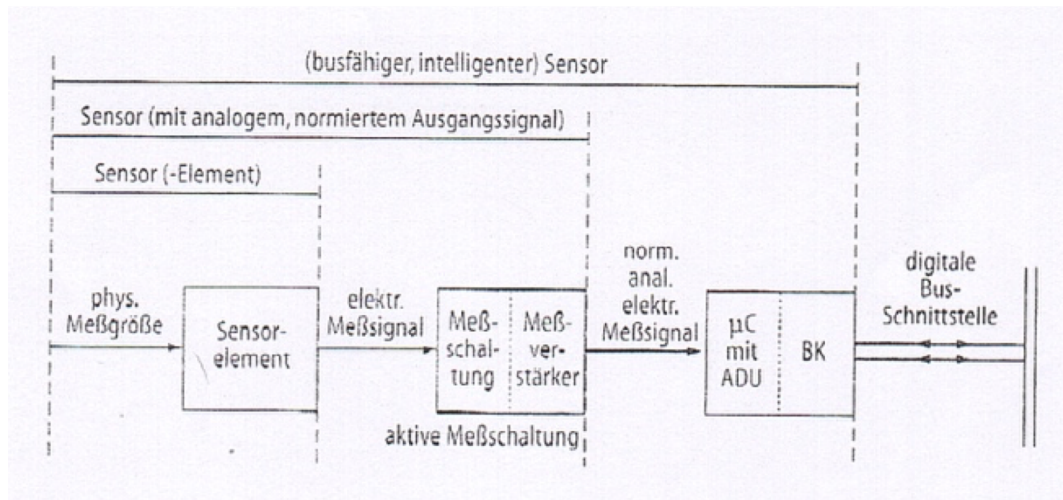 (busfähiger, intelligenter) Sensor
Sensor (mit analogem, normiertem Ausgangssignal)
Sensor (-Element)
phys.
Meßgröße
Sensor-
element
elektr.
Meßsignal
Meß-
schal-
tung
Meß-
ver-
stärker
aktive Meßschaltung
norm.
anal.
elektr.
Meßsignal
µC
mit
ADU
BK
digitale
Bus-
Schnittstelle